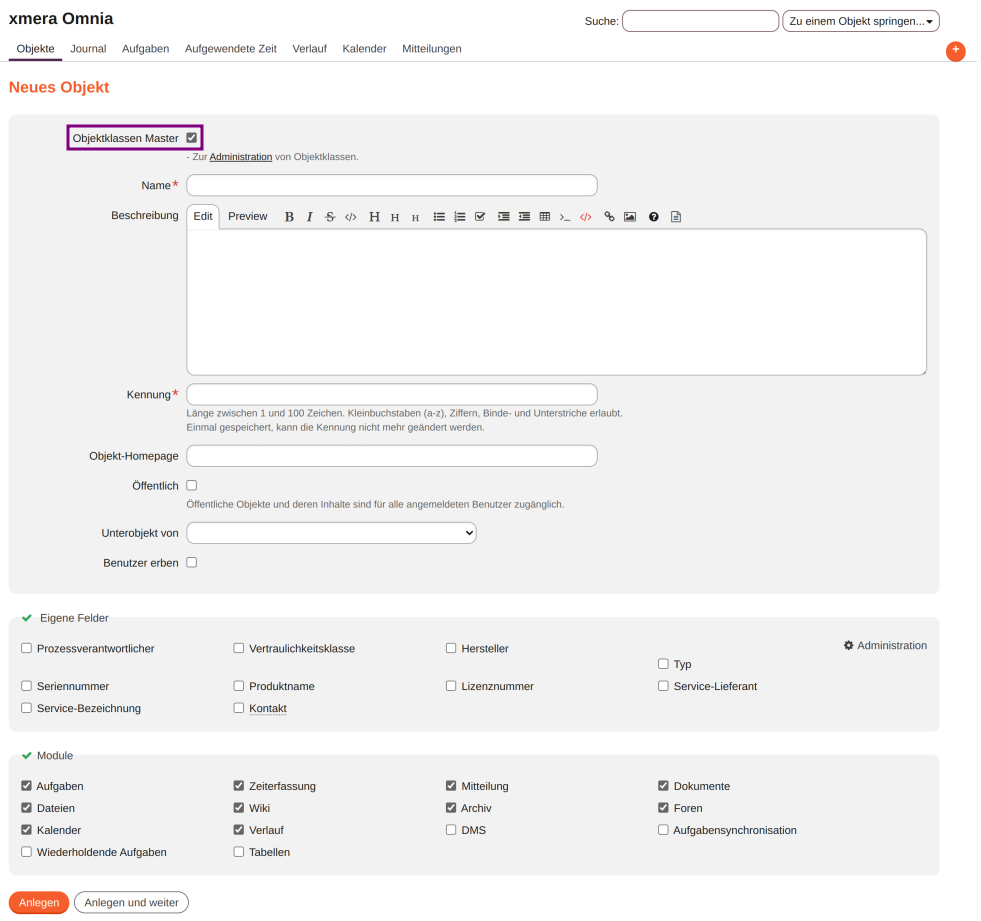 xmera Omnia
Suche: Zu einem Objekt springen...
Objekte Journal Aufgaben Aufgewendete Zeit Verlauf Kalender Mitteilungen
+
Neues Objekt
Objektklassen Master
- Zur Administration von Objektklassen.
Name*
Beschreibung Edit Preview B I S </> H H H >_ </> ?
Kennung*
Länge zwischen 1 und 100 Zeichen. Kleinbuchstaben (a-z), Ziffern, Binde- und Unterstriche erlaubt.
Einmal gespeichert, kann die Kennung nicht mehr geändert werden.
Objekt-Homepage
Öffentlich
Öffentliche Objekte und deren Inhalte sind für alle angemeldeten Benutzer zugänglich.
Unterobjekt von
Benutzer erben
Eigene Felder
Administration
Prozessverantwortlicher Vertraulichkeitsklasse Hersteller Typ
Seriennummer Produktname Lizenznummer Service-Lieferant
Service-Bezeichnung Kontakt
Module
Aufgaben Zeiterfassung Mitteilung Dokumente
Dateien Wiki Archiv Foren
Kalender Verlauf DMS Aufgabensynchronisation
Wiederholende Aufgaben Tabellen
Anlegen Anlegen und weiter